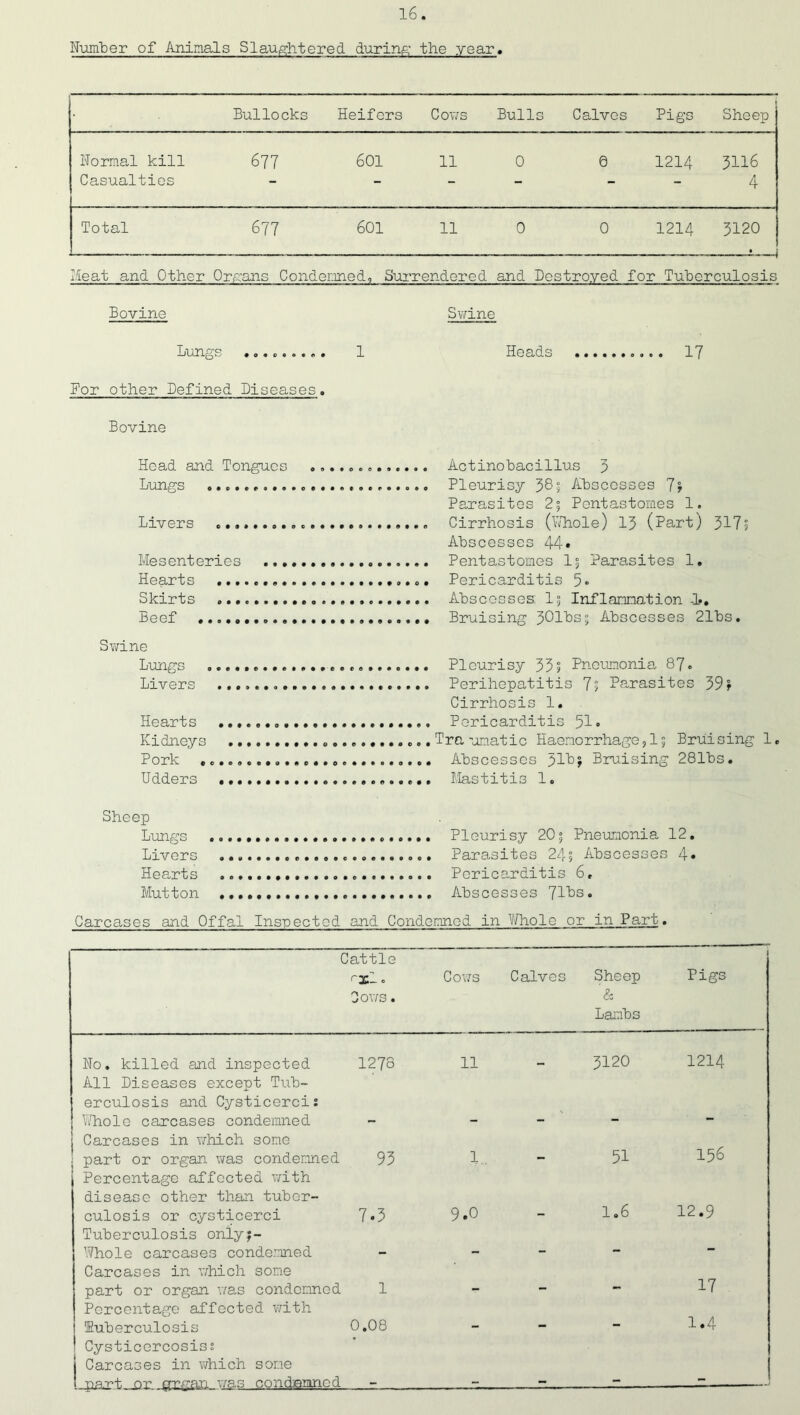 16.
Number of Animals Slaughtered during the year.
Bullocks Heifers Cows Bulls Calves Pigs Sheep
Normal kill 677 601 11 0 0 1214 3116
Casualties - - - - - - 4
Total 677 601 11 0 0 1214 3120
Meat and Other Organs Condemned, Surrendered and Destroyed for Tuberculosis
Bovine Swine
Lungs ......... 1 Heads .......... 17
For other Defined Diseases.
Bovine
Head and Tongues ............ Actinobacillus 3
Lungs ....................... Pleurisy 38; Abscesses 7;
Parasites 2; Pentastomes 1.
Livers ...................... Cirrhosis (Whole) 13 (Part) 317;
Abscesses 44.
Mesenteries ................. Pentastomes 1; Parasites 1.
Hearts ...................... Pericarditis 5.
Skirts ...................... Abscesses 1; Inflammation 1.
Beef ........................ Bruising 30lbs; Abscesses 2lbs.
Swine
Lungs ....................... Pleurisy 33; Pneumonia 87.
Livers ...................... Perihepatitis 7; Parasites 39;
Cirrhosis 1.
Hearts ...................... Pericarditis 51.
Kidneys .....................Tra-umatic Haemorrhage,1; Bruising 1.
Pork ........................ Abscesses 3lb; Bruising 28lbs.
Udders ...................... Mastitis 1.
Sheep
Lungs ....................... Pleurisy 20; Pneumonia 12.
Livers ...................... Parasites 24; Abscesses 4.
Hearts ...................... Pericarditis 6.
Mutton ...................... Abscesses 7lbs.
Carcases and Offal Inspected and Condemned in Whole or in Part.
Cattle
exl. Cows Calves Sheep Pigs
Cows. &
Lambs
No. killed and inspected 1278 11 - 3120 1214
All Diseases except Tub-
erculosis and Cysticerci:
Whole carcases condemned - - - - -
Carcases in which some
part or organ was condemned 93 1.. - 51 156
Percentage affected with
disease other than tuber-
culosis or cysticerci 7.3 9.0 - 1.6 12.9
Tuberculosis only;-
Whole carcases condemned - - - - -
Carcases in which some
part or organ was condemned 1 - - - 17
Percentage affected with
Tuberculosis 0.08 - - - 1.4
Cysticercosis:
Carcases in which some
part or organ was condemned - - - - -